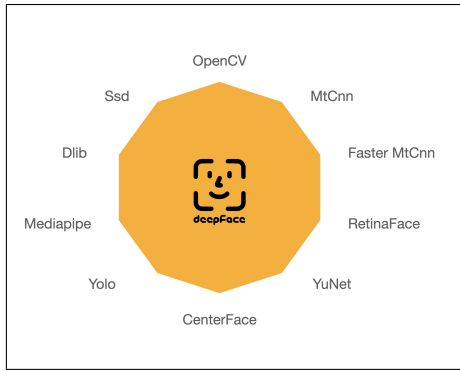 OpenCV
Ssd
MtCnn
Dlib
Faster MtCnn
deepFace
Mediapipe
RetinaFace
Yolo
YuNet
CenterFace